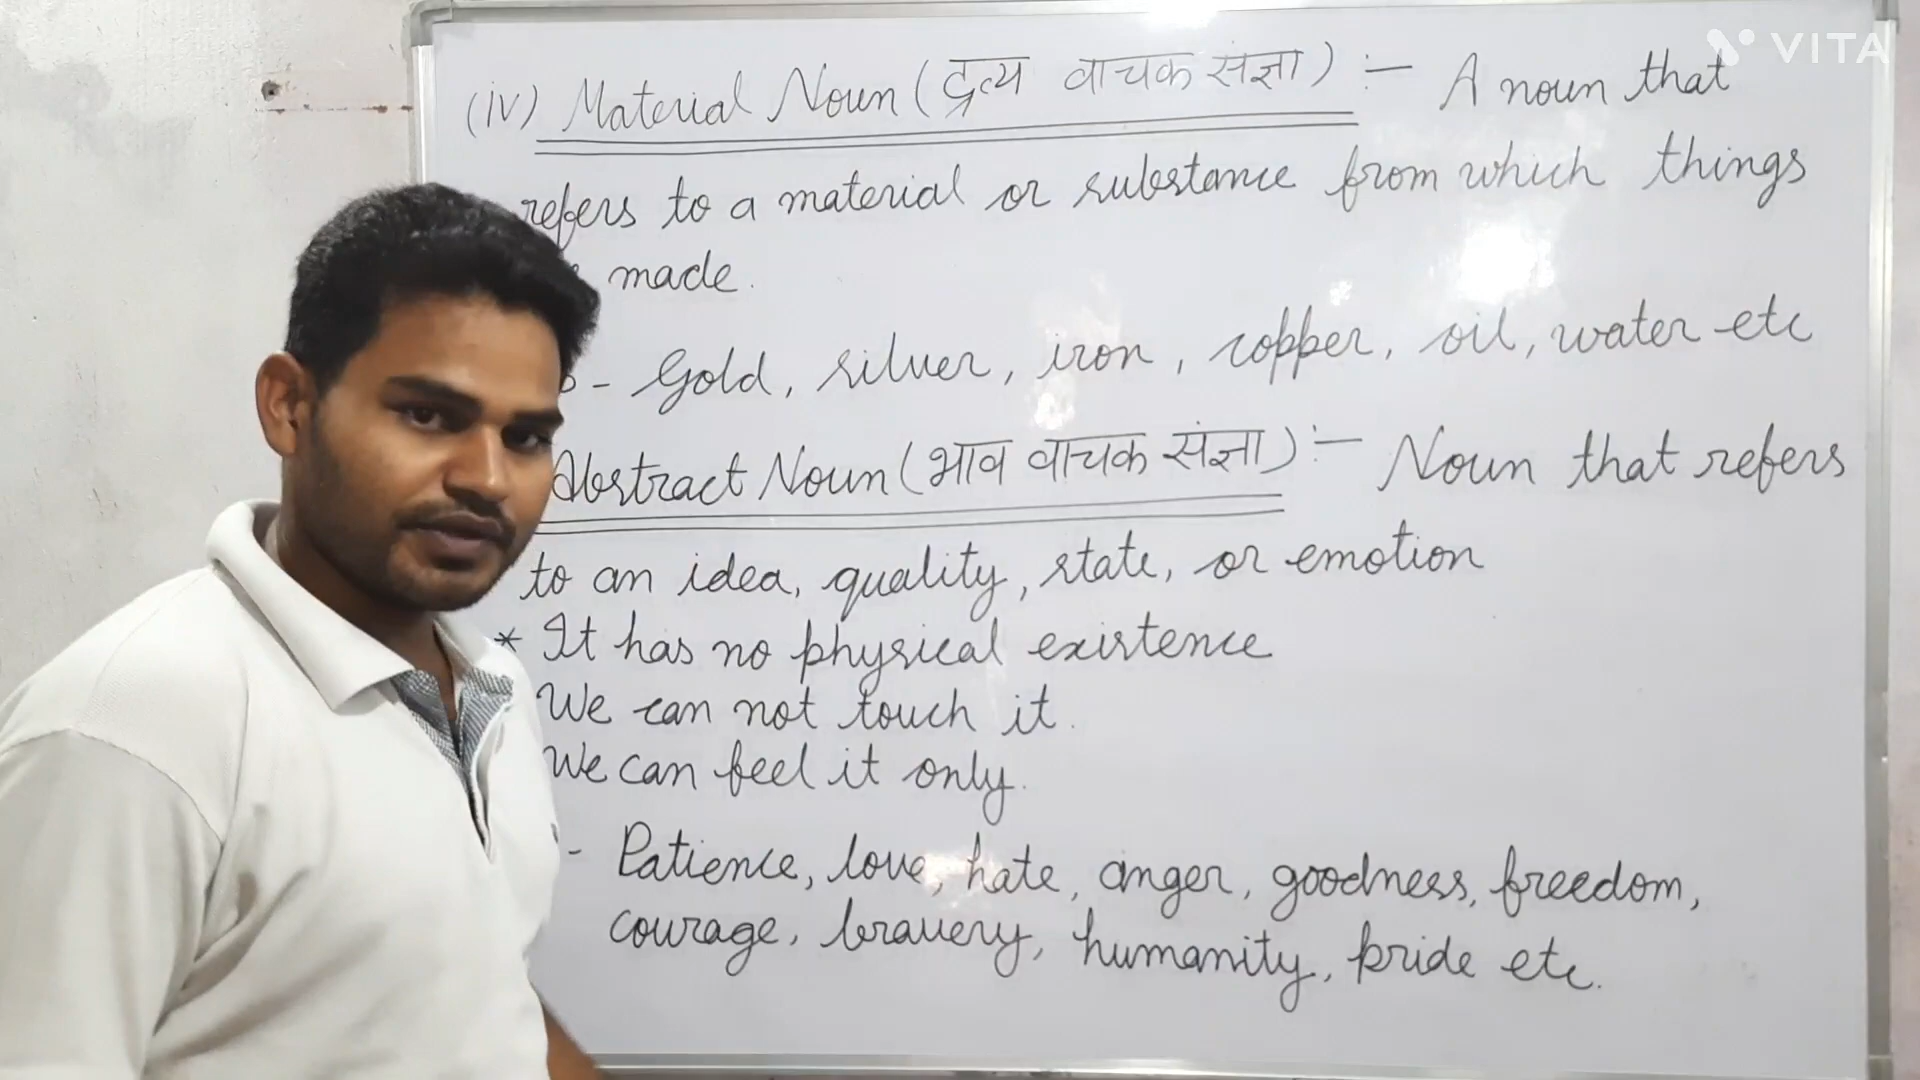 VITA
(iv) Material Noun (द्रव्य वाचक संज्ञा) :- A noun that
refers to a material or substance from which things
made.
- Gold, silver, iron, copper, oil, water etc
Abstract Noun (भाव वाचक संज्ञा) :- Noun that refers
to an idea, quality, state, or emotion
* It has no physical existence
We can not touch it.
We can feel it only.
- Patience, love, hate, anger, goodness, freedom,
courage, bravery, humanity, pride etc.